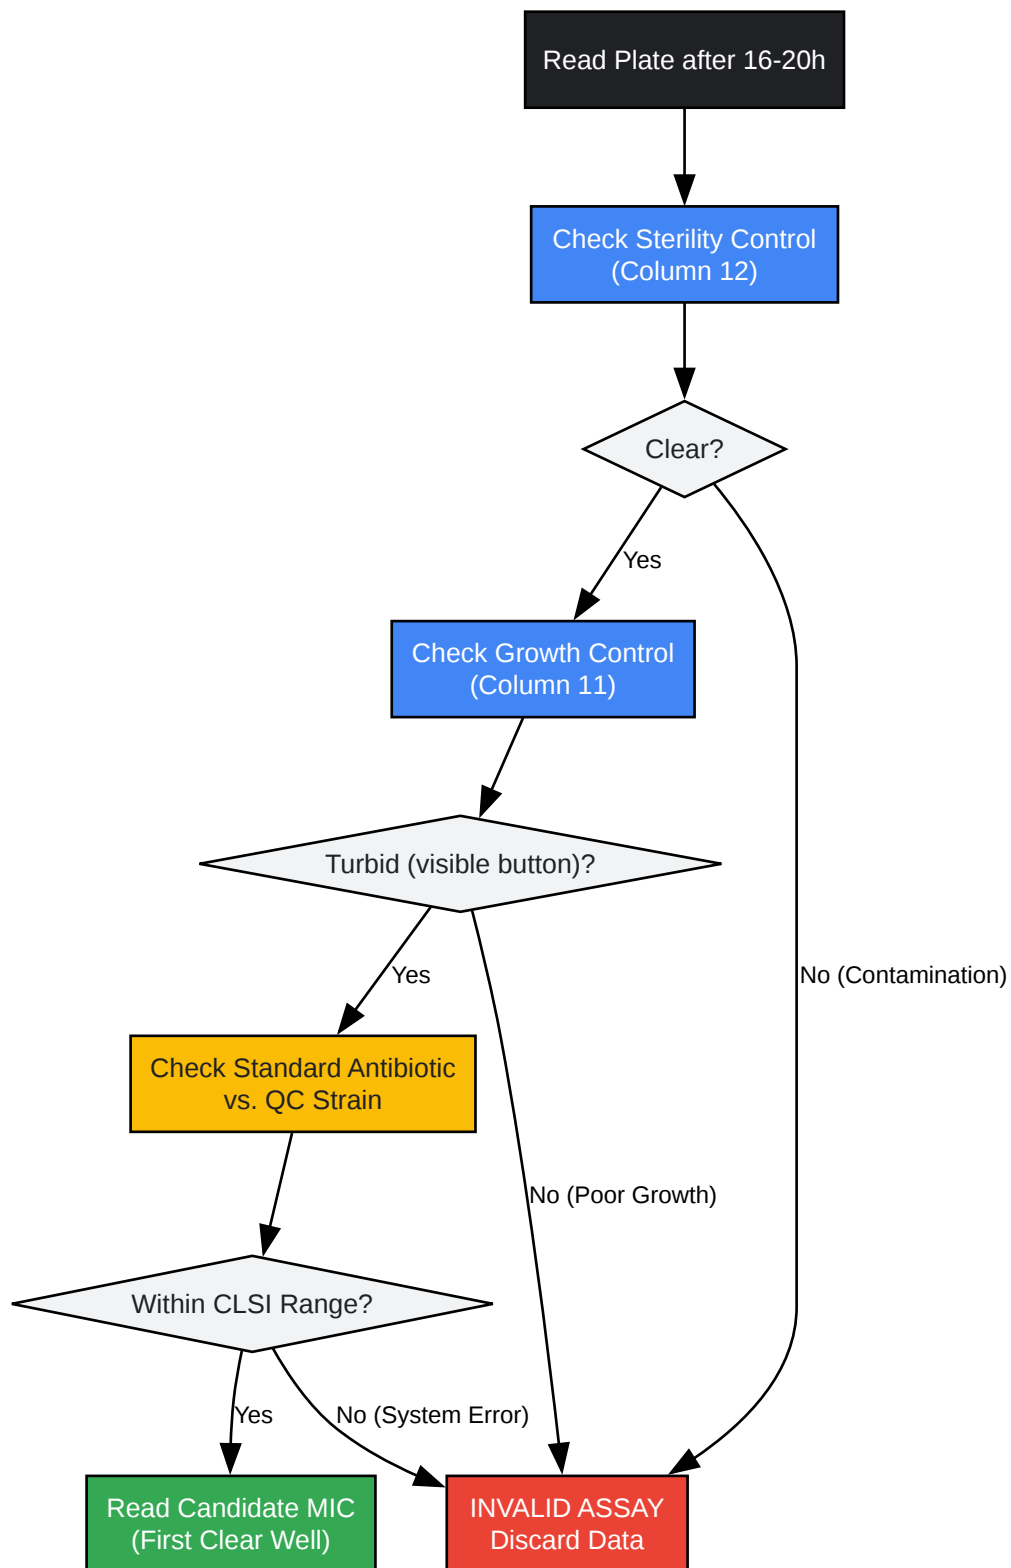 Read Plate after 16-20h
Check Sterility Control
(Column 12)
Clear?
Yes
Check Growth Control
(Column 11)
Turbid (visible button)?
Yes
No (Contamination)
Check Standard Antibiotic
vs. QC Strain
No (Poor Growth)
Within CLSI Range?
Yes
No (System Error)
Read Candidate MIC
(First Clear Well)
INVALID ASSAY
Discard Data